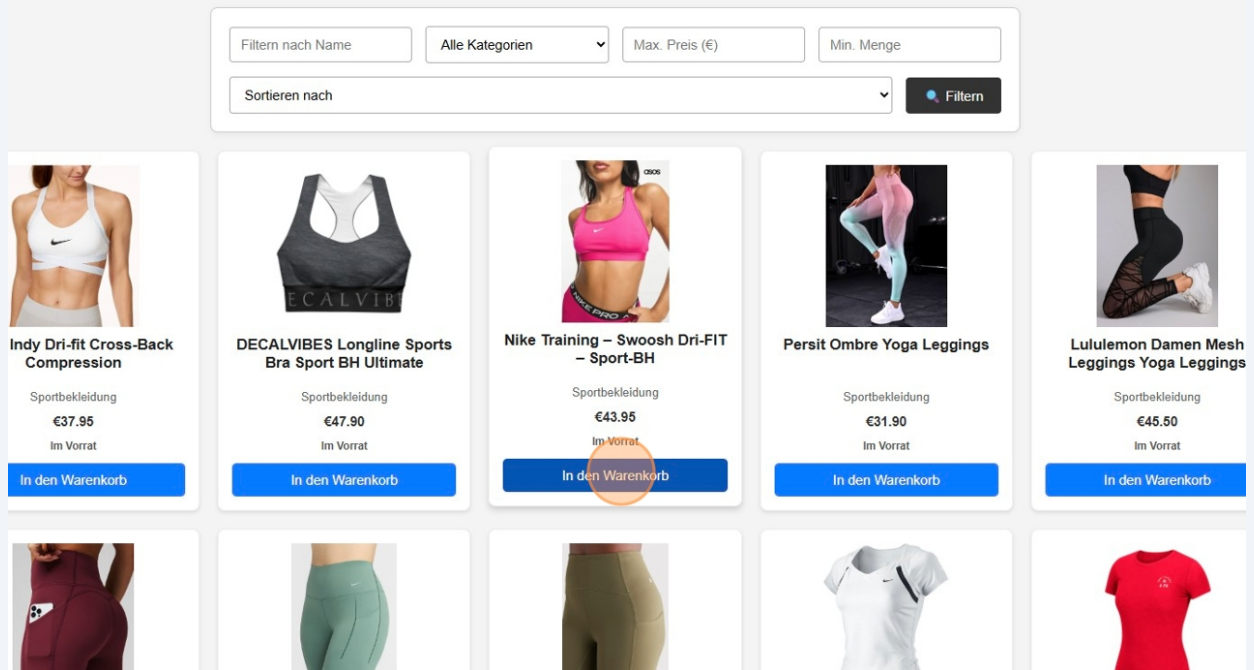 Filtern nach Name
Alle Kategorien
Max. Preis (€)
Min. Menge
Sortieren nach
Filtern
Indy Dri-fit Cross-Back
Compression
Sportbekleidung
€37.95
Im Vorrat
In den Warenkorb
ECALVIB
DECALVIBES Longline Sports
Bra Sport BH Ultimate
Sportbekleidung
€47.90
Im Vorrat
In den Warenkorb
asos
NIKE PRO
Nike Training – Swoosh Dri-FIT
– Sport-BH
Sportbekleidung
€43.95
Im Vorrat
In den Warenkorb
Persit Ombre Yoga Leggings
Sportbekleidung
€31.90
Im Vorrat
In den Warenkorb
Lululemon Damen Mesh
Leggings Yoga Leggings
Sportbekleidung
€45.50
Im Vorrat
In den Warenkorb